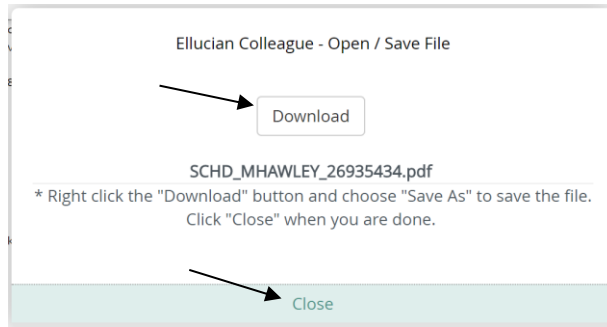 Ellucian Colleague - Open / Save File
Download
SCHD_MHAWLEY_26935434.pdf
* Right click the "Download" button and choose "Save As" to save the file.
Click "Close" when you are done.
Close